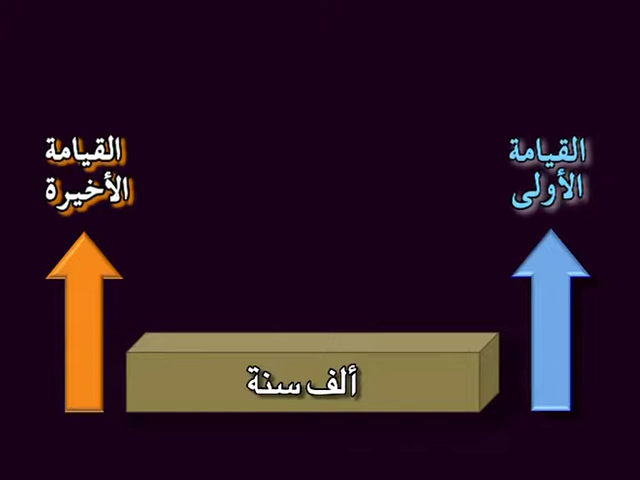 القيامة
الأولى
القيامة
الأخيرة
ألف سنة